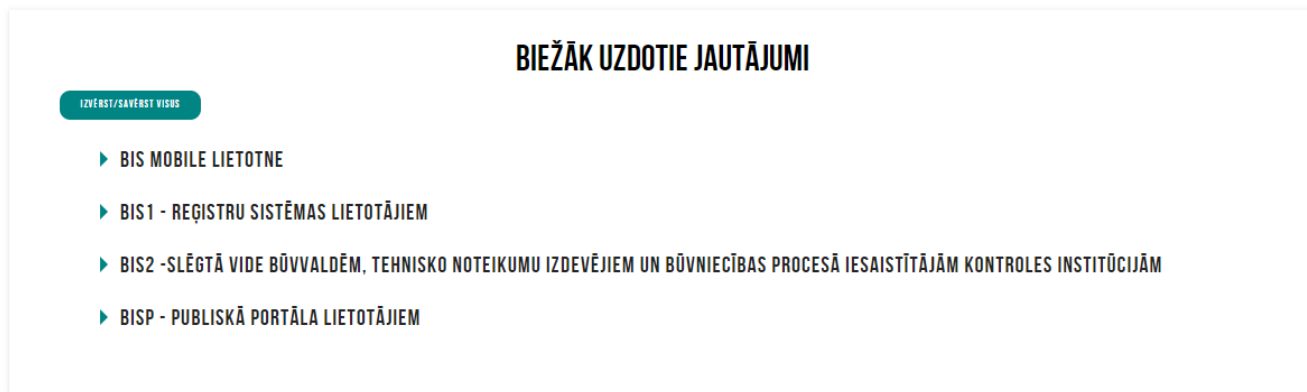 BIEŽĀK UZDOTIE JAUTĀJUMI
IZVĒRST/SAVĒRST VISUS
BIS MOBILE LIETOTNE
BIS1 - REĢISTRU SISTĒMAS LIETOTĀJIEM
BIS2 -SLĒGTĀ VIDE BŪVVALDĒM, TEHNISKO NOTEIKUMU IZDEVĒJIEM UN BŪVNIECĪBAS PROCESĀ IESAISTĪTĀJĀM KONTROLES INSTITŪCIJĀM
BISP - PUBLISKĀ PORTĀLA LIETOTĀJIEM